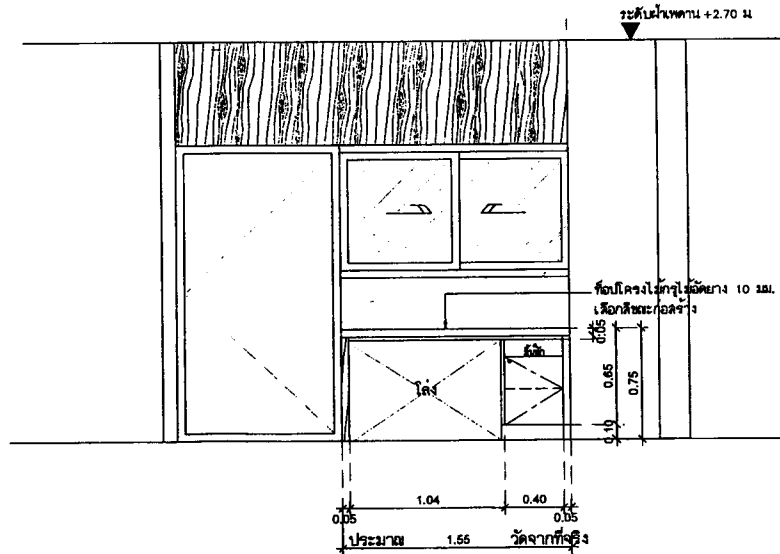 ระดับฝ้าเพดาน +2.70 ม.
ท็อปโครงไม้กรุไม้อัดยาง 10 มม.
เลือกสีขณะก่อสร้าง
0.05
ลิ้นชัก
0.65
0.75
โล่ง
0.10
1.04
0.40
0.05
0.05
ประมาณ 1.55 วัดจากที่จริง